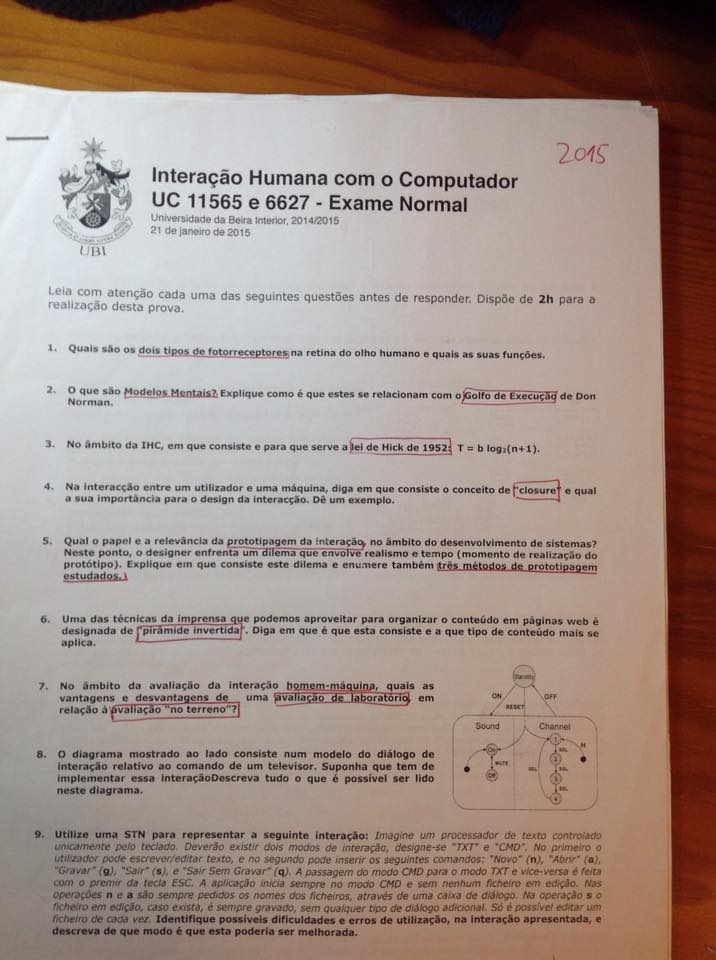 2015
Interação Humana com o Computador
UC 11565 e 6627 - Exame Normal
Universidade da Beira Interior, 2014/2015
21 de janeiro de 2015
UBI
Leia com atenção cada uma das seguintes questões antes de responder. Dispõe de 2h para a
realização desta prova.
1. Quais são os dois tipos de fotorreceptores na retina do olho humano e quais as suas funções.
2. O que são Modelos Mentais? Explique como é que estes se relacionam com o Golfo de Execução de Don
Norman.
3. No âmbito da IHC, em que consiste e para que serve a lei de Hick de 1952: T = b log₂(n+1).
4. Na interacção entre um utilizador e uma máquina, diga em que consiste o conceito de "closure" e qual
a sua importância para o design da interacção. Dê um exemplo.
5. Qual o papel e a relevância da prototipagem da interação, no âmbito do desenvolvimento de sistemas?
Neste ponto, o designer enfrenta um dilema que envolve realismo e tempo (momento de realização do
protótipo). Explique em que consiste este dilema e enumere também três métodos de prototipagem
estudados.
6. Uma das técnicas da imprensa que podemos aproveitar para organizar o conteúdo em páginas web é
designada de "pirâmide invertida". Diga em que é que esta consiste e a que tipo de conteúdo mais se
aplica.
7. No âmbito da avaliação da interação homem-máquina, quais as
vantagens e desvantagens de uma avaliação de laboratório, em
relação à avaliação "no terreno"?
8. O diagrama mostrado ao lado consiste num modelo do diálogo de
interação relativo ao comando de um televisor. Suponha que tem de
implementar essa interaçãoDescreva tudo o que é possível ser lido
neste diagrama.
Standby
ON
OFF
RESET
Sound
Channel
On
MUTE
Off
1
SEL
2
SEL
3
SEL
4
SEL
H
9. Utilize uma STN para representar a seguinte interação: Imagine um processador de texto controlado
unicamente pelo teclado. Deverão existir dois modos de interação, designe-se "TXT" e "CMD". No primeiro o
utilizador pode escrever/editar texto, e no segundo pode inserir os seguintes comandos: "Novo" (n), "Abrir" (a),
"Gravar" (g), "Sair" (s), e "Sair Sem Gravar" (q). A passagem do modo CMD para o modo TXT e vice-versa é feita
com o premir da tecla ESC. A aplicação inicia sempre no modo CMD e sem nenhum ficheiro em edição. Nas
operações n e a são sempre pedidos os nomes dos ficheiros, através de uma caixa de diálogo. Na operação s o
ficheiro em edição, caso exista, é sempre gravado, sem qualquer tipo de diálogo adicional. Só é possível editar um
ficheiro de cada vez. Identifique possíveis dificuldades e erros de utilização, na interação apresentada, e
descreva de que modo é que esta poderia ser melhorada.